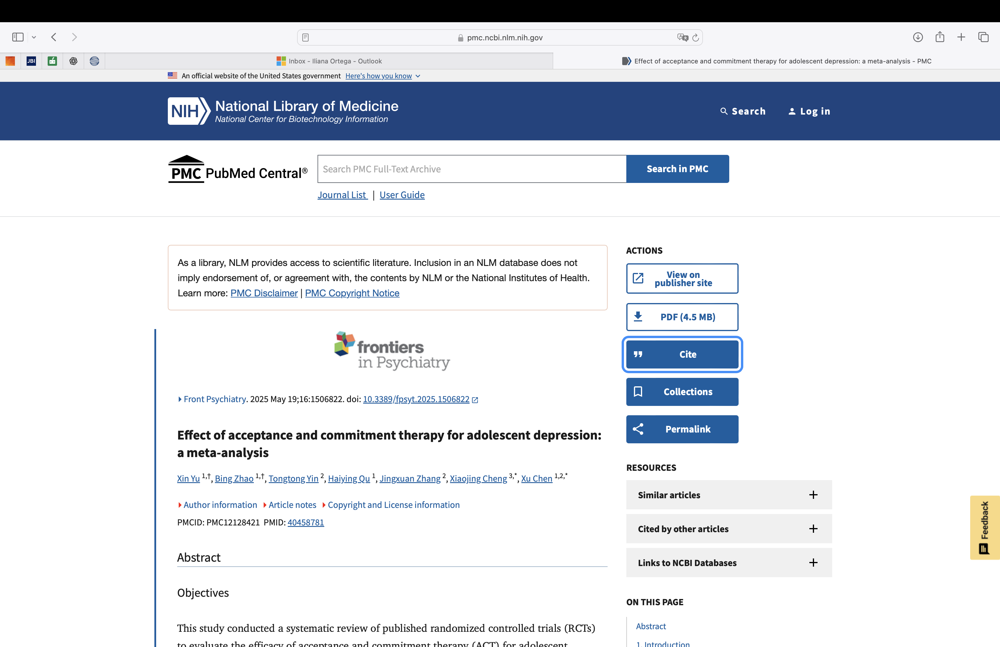 pmc.ncbi.nlm.nih.gov
JBI
Inbox - Iliana Ortega - Outlook
Effect of acceptance and commitment therapy for adolescent depression: a meta-analysis - PMC
An official website of the United States government Here's how you know
NIH National Library of Medicine
National Center for Biotechnology Information
Search Log in
PMC PubMed Central®
Search PMC Full-Text Archive
Search in PMC
Journal List | User Guide
As a library, NLM provides access to scientific literature. Inclusion in an NLM database does not
imply endorsement of, or agreement with, the contents by NLM or the National Institutes of Health.
Learn more: PMC Disclaimer | PMC Copyright Notice
frontiers
in Psychiatry
Front Psychiatry. 2025 May 19;16:1506822. doi: 10.3389/fpsyt.2025.1506822
Effect of acceptance and commitment therapy for adolescent depression:
a meta-analysis
Xin Yu 1,†, Bing Zhao 1,†, Tongtong Yin 2, Haiying Qu 1, Jingxuan Zhang 2, Xiaojing Cheng 3,*, Xu Chen 1,2,*
Author information Article notes Copyright and License information
PMCID: PMC12128421 PMID: 40458781
Abstract
Objectives
This study conducted a systematic review of published randomized controlled trials (RCTs)
to evaluate the efficacy of acceptance and commitment therapy (ACT) for adolescent
ACTIONS
View on
publisher site
PDF (4.5 MB)
Cite
Collections
Permalink
RESOURCES
Similar articles
Cited by other articles
Links to NCBI Databases
ON THIS PAGE
Abstract
1. Introduction
Feedback